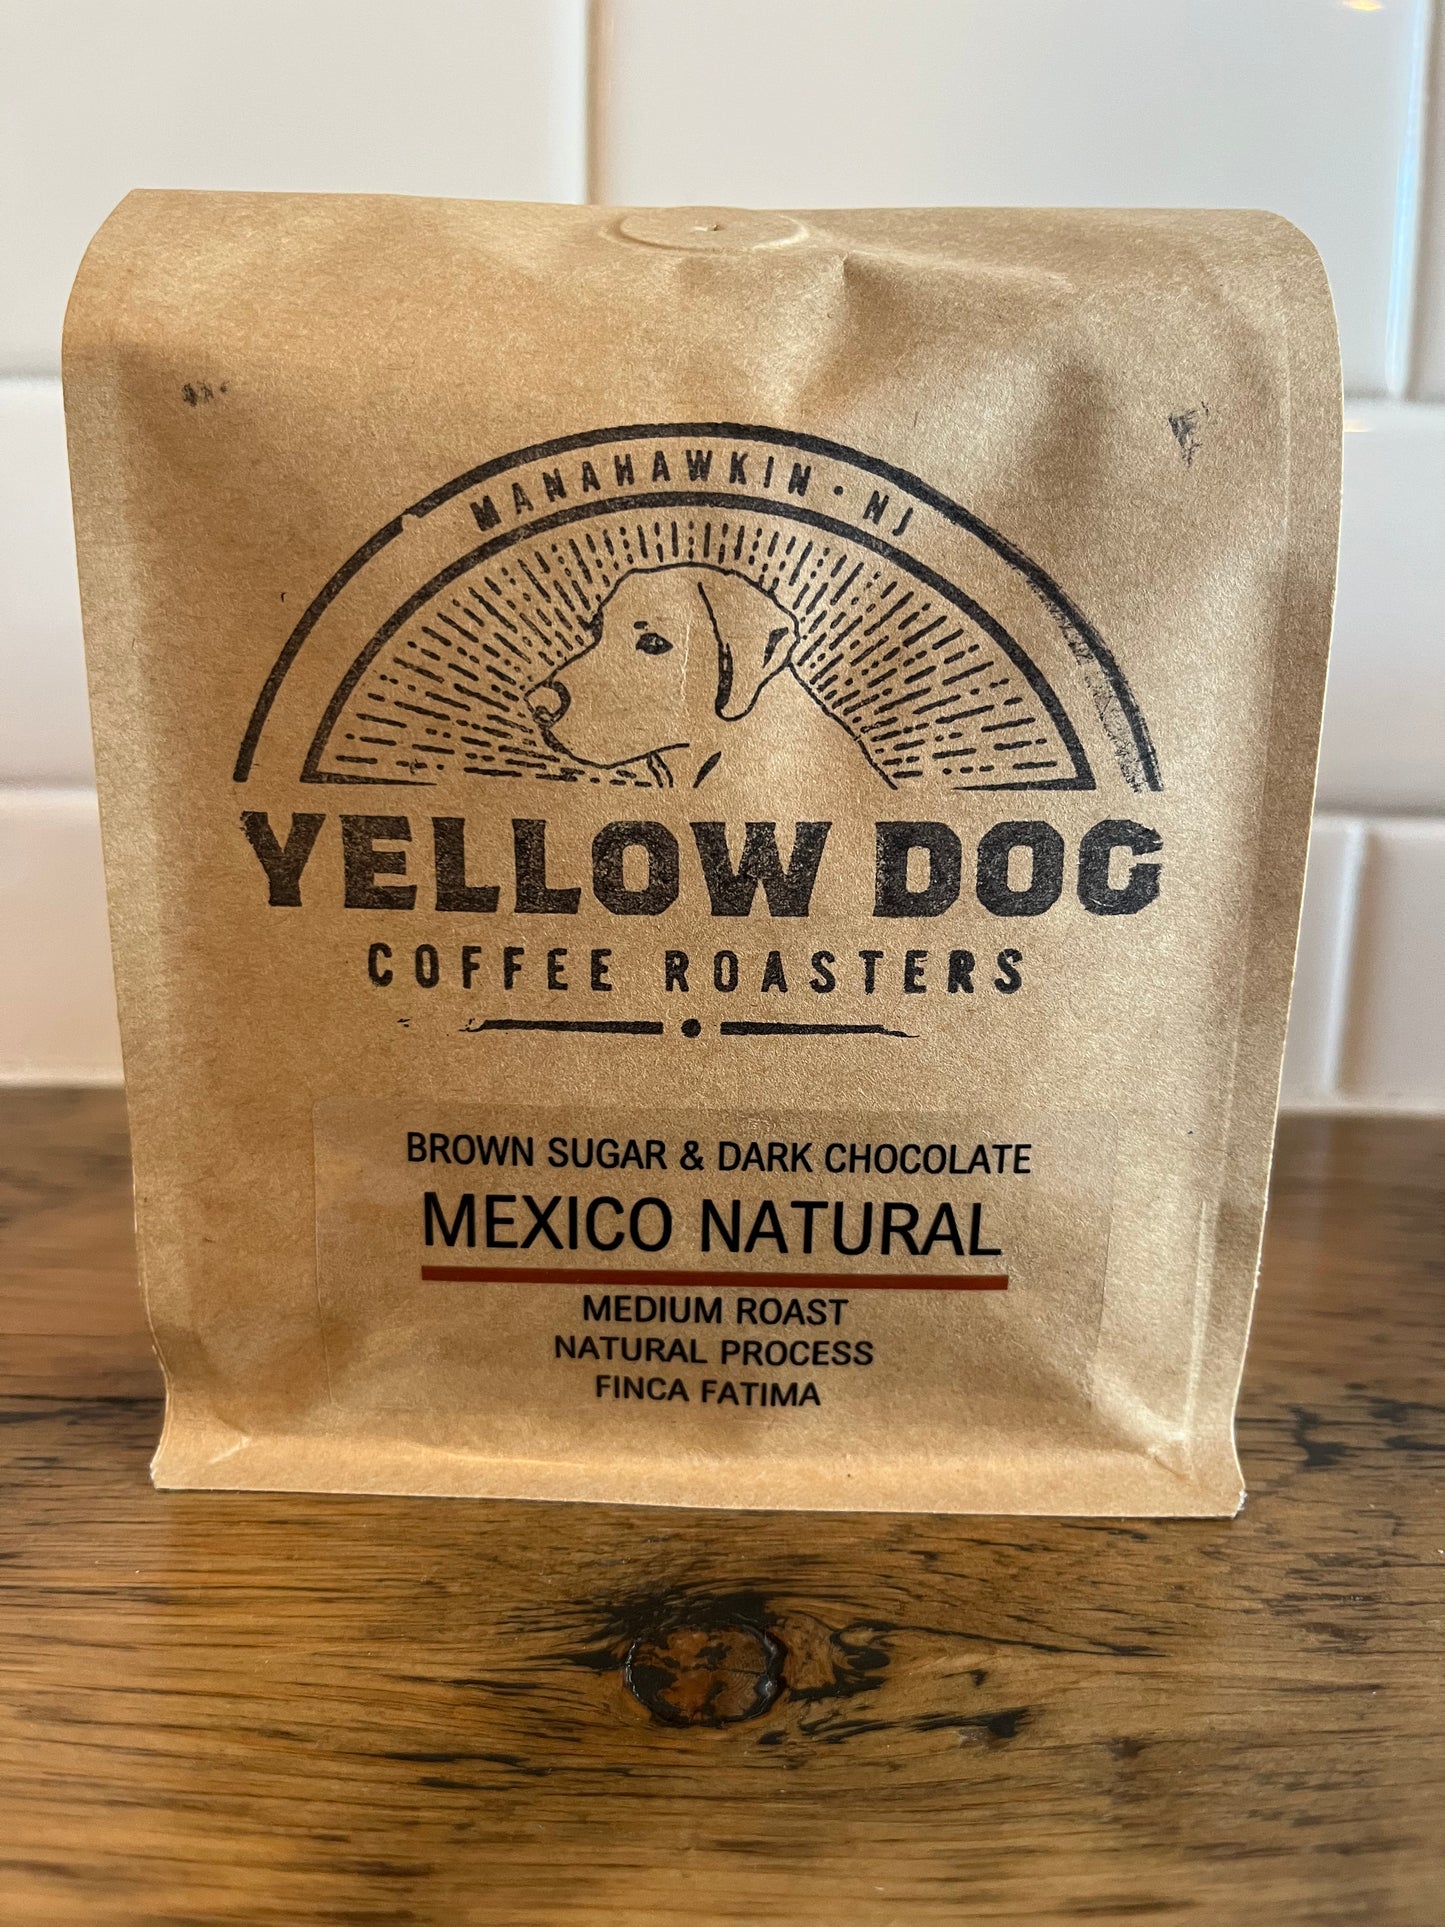 MANAHAWKIN · NJ
YELLOW DOG
COFFEE ROASTERS
BROWN SUGAR & DARK CHOCOLATE
MEXICO NATURAL
MEDIUM ROAST
NATURAL PROCESS
FINCA FATIMA